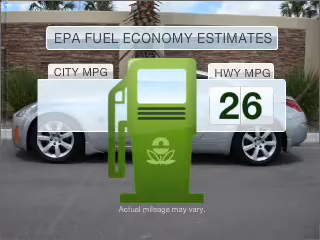 EPA FUEL ECONOMY ESTIMATES
CITY MPG
HWY MPG
26
Actual mileage may vary.